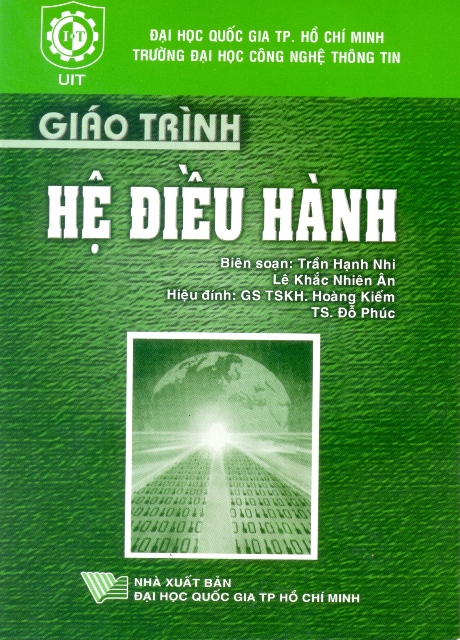 ĐẠI HỌC QUỐC GIA TP. HỒ CHÍ MINH
TRƯỜNG ĐẠI HỌC CÔNG NGHỆ THÔNG TIN
I T
UIT
GIÁO TRÌNH
HỆ ĐIỀU HÀNH
Biên soạn: Trần Hạnh Nhi
Lê Khắc Nhiên Ân
Hiệu đính: GS TSKH. Hoàng Kiếm
TS. Đỗ Phúc
NHÀ XUẤT BẢN
ĐẠI HỌC QUỐC GIA TP HỒ CHÍ MINH